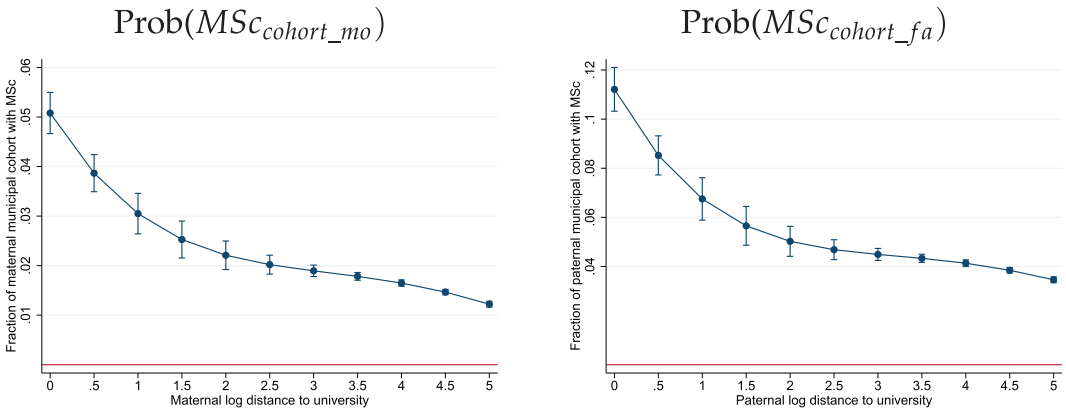 Prob(MSc_cohort_mo)
Fraction of maternal municipal cohort with MSc
.06
.05
.04
.03
.02
.01
0 .5 1 1.5 2 2.5 3 3.5 4 4.5 5
Maternal log distance to university
Prob(MSc_cohort_fa)
Fraction of paternal municipal cohort with MSc
.12
.1
.08
.06
.04
0 .5 1 1.5 2 2.5 3 3.5 4 4.5 5
Paternal log distance to university